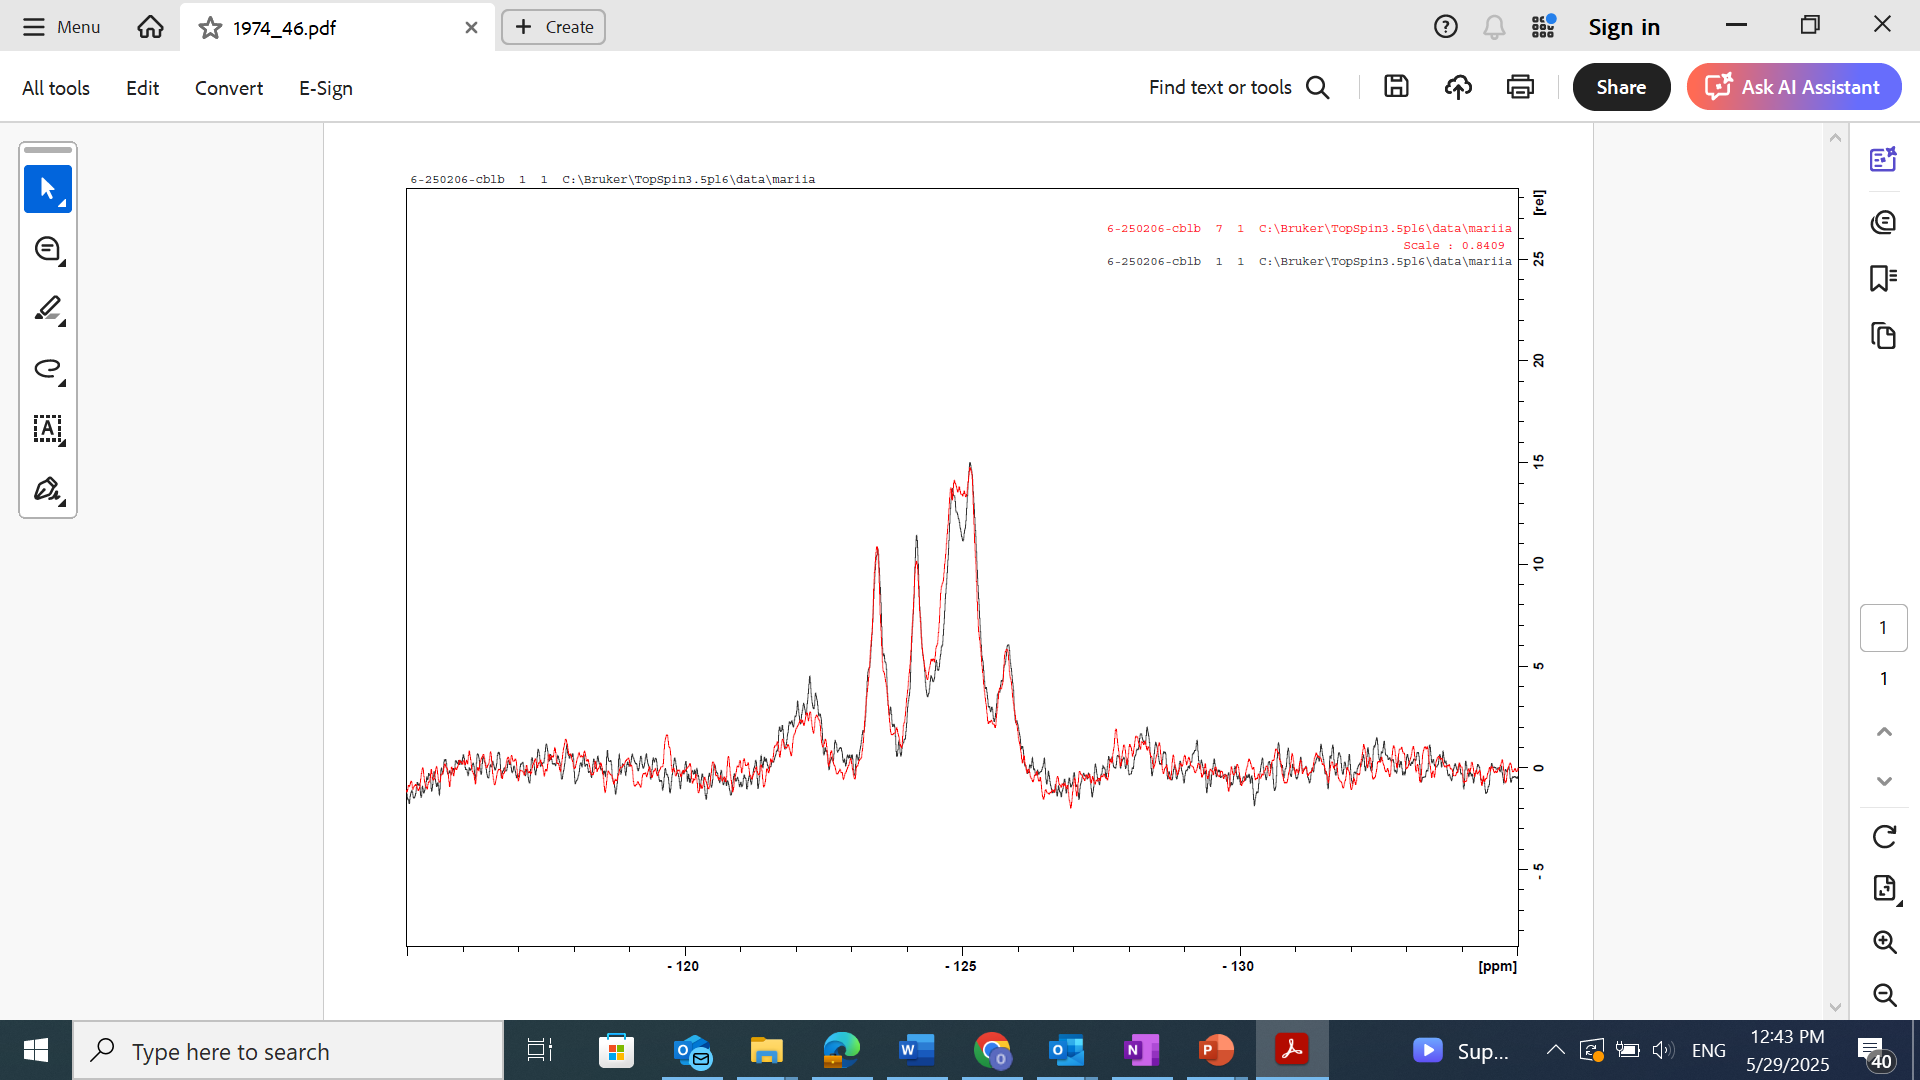 Menu
1974_46.pdf
Create
Sign in
All tools
Edit
Convert
E-Sign
Find text or tools
Share
Ask AI Assistant
6-250206-cblb 1 1 C:\Bruker\TopSpin3.5pl6\data\mariia
[rel]
6-250206-cblb 7 1 C:\Bruker\TopSpin3.5pl6\data\mariia
Scale : 0.8409
6-250206-cblb 1 1 C:\Bruker\TopSpin3.5pl6\data\mariia
25
20
15
10
5
0
- 5
- 120
- 125
- 130
[ppm]
A
1
1
Type here to search
Sup...
ENG
12:43 PM
5/29/2025
40